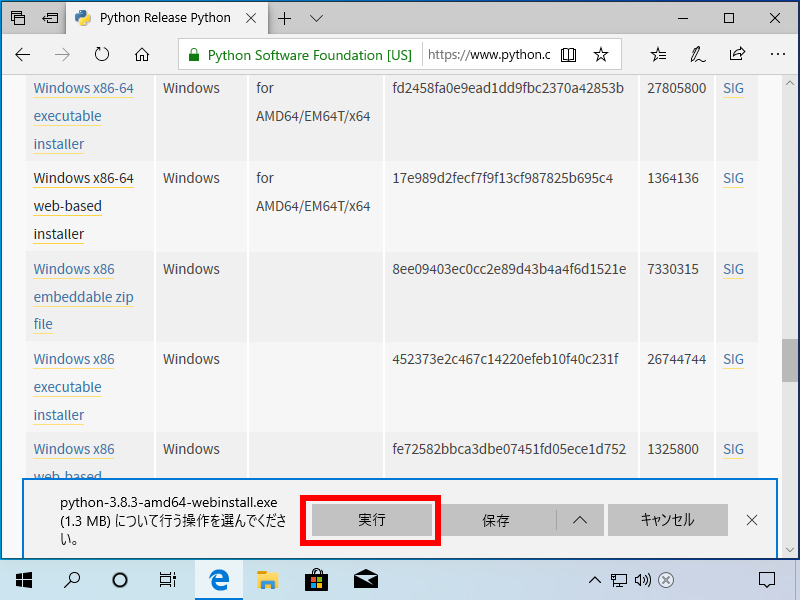 Python Release Python
Python Software Foundation [US] https://www.python.c
Windows x86-64 executable installer Windows for AMD64/EM64T/x64 fd2458fa0e9ead1dd9fbc2370a42853b 27805800 SIG
Windows x86-64 web-based installer Windows for AMD64/EM64T/x64 17e989d2fecf7f9f13cf987825b695c4 1364136 SIG
Windows x86 embeddable zip file Windows 8ee09403ec0cc2e89d43b4a4f6d1521e 7330315 SIG
Windows x86 executable installer Windows 452373e2c467c14220efeb10f40c231f 26744744 SIG
Windows x86 web-based Windows fe72582bbca3dbe07451fd05ece1d752 1325800 SIG
python-3.8.3-amd64-webinstall.exe
(1.3 MB) について行う操作を選んでくださ
い。
実行 保存 キャンセル